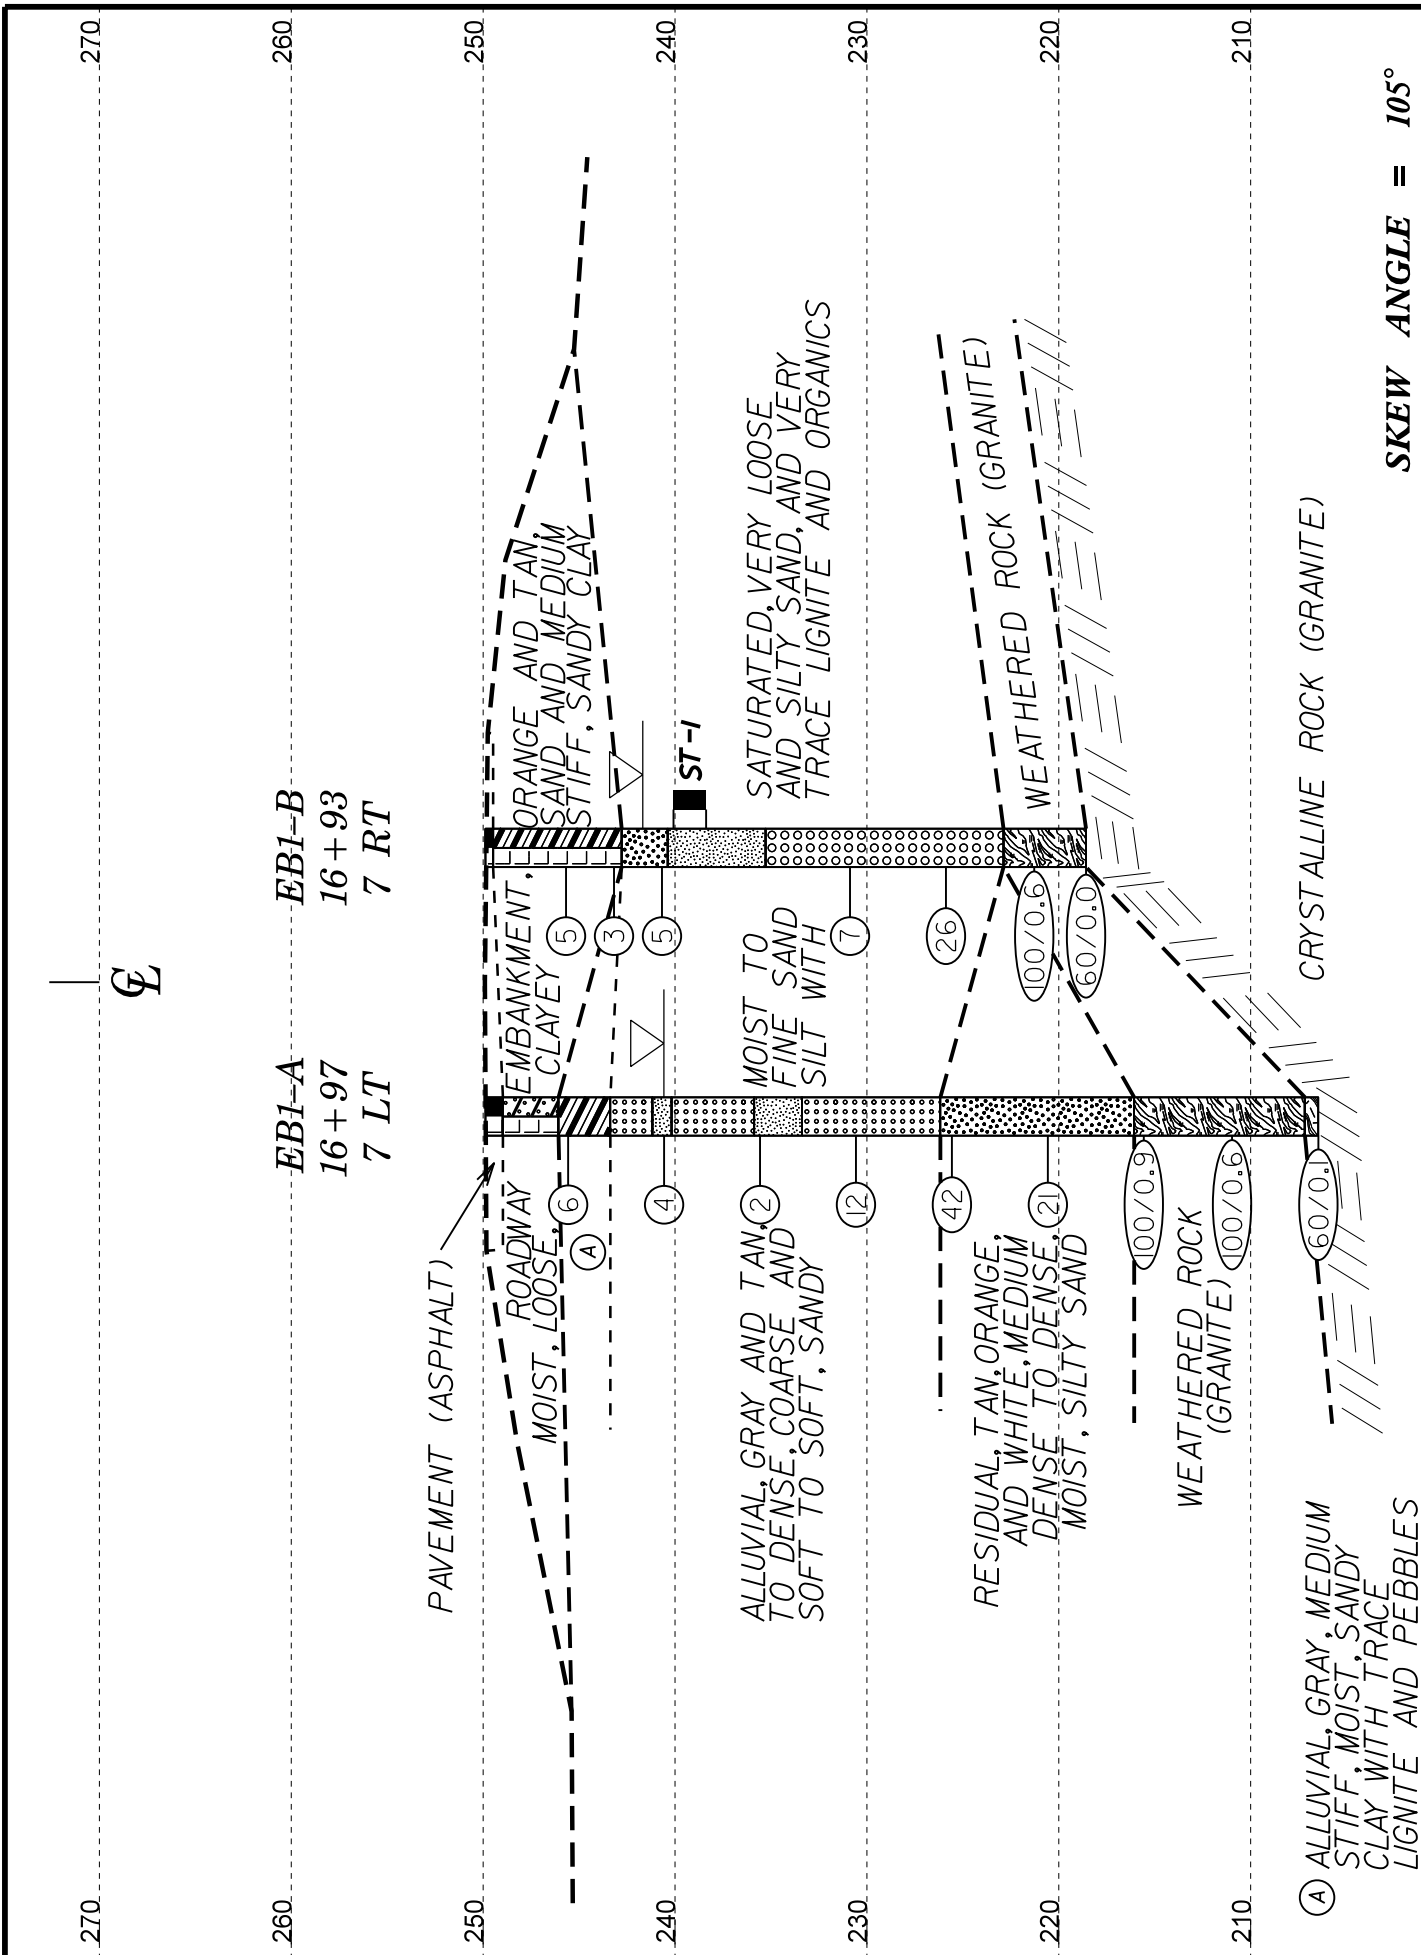 270
260
250
240
230
220
210
270
260
250
240
230
220
210
℄
EB1-A
16+97
7 LT
EB1-B
16+93
7 RT
PAVEMENT (ASPHALT)
ROADWAY EMBANKMENT, ORANGE AND TAN,
MOIST, LOOSE, CLAYEY SAND AND MEDIUM
STIFF, SANDY CLAY
6
A
4
2
12
42
21
100/0.9
100/0.6
60/0.1
5
3
5
7
26
100/0.6
60/0.0
ST-1
ALLUVIAL, GRAY AND TAN, MOIST TO SATURATED, VERY LOOSE
TO DENSE, COARSE AND FINE SAND AND SILTY SAND, AND VERY
SOFT TO SOFT, SANDY SILT WITH TRACE LIGNITE AND ORGANICS
RESIDUAL, TAN, ORANGE,
AND WHITE, MEDIUM
DENSE TO DENSE,
MOIST, SILTY SAND
WEATHERED ROCK
(GRANITE)
WEATHERED ROCK (GRANITE)
CRYSTALLINE ROCK (GRANITE)
A ALLUVIAL, GRAY, MEDIUM
STIFF, MOIST, SANDY
CLAY WITH TRACE
LIGNITE AND PEBBLES
SKEW ANGLE = 105°